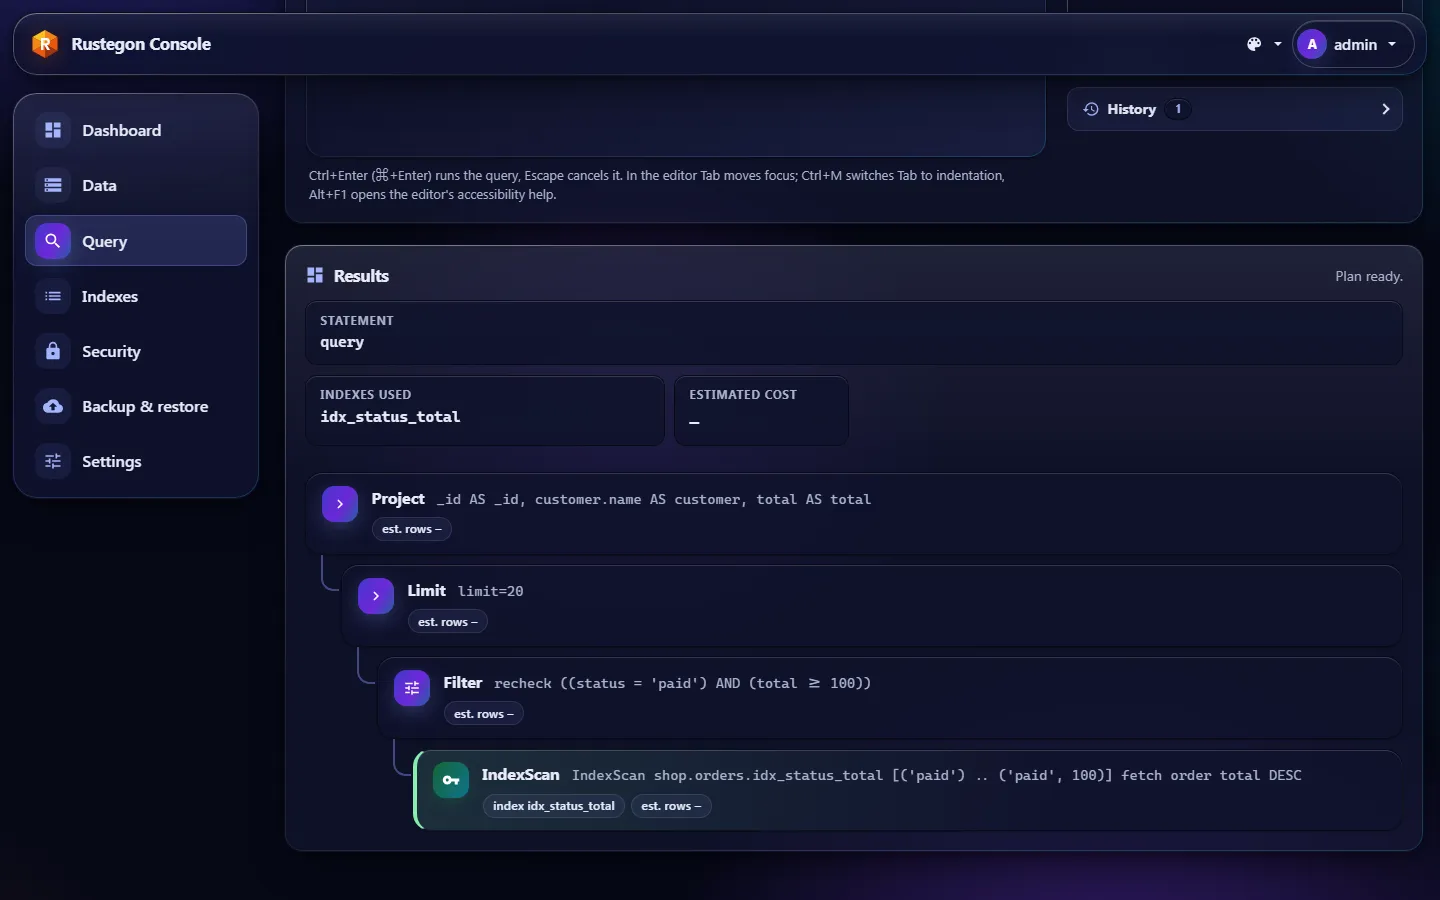 R Rustegon Console
A admin
Dashboard
Data
Query
Indexes
Security
Backup & restore
Settings
History 1
Ctrl+Enter (⌘+Enter) runs the query, Escape cancels it. In the editor Tab moves focus; Ctrl+M switches Tab to indentation,
Alt+F1 opens the editor's accessibility help.
Results
Plan ready.
STATEMENT
query
INDEXES USED
idx_status_total
ESTIMATED COST
–
Project _id AS _id, customer.name AS customer, total AS total
est. rows –
Limit limit=20
est. rows –
Filter recheck ((status = 'paid') AND (total ≥ 100))
est. rows –
IndexScan IndexScan shop.orders.idx_status_total [('paid') .. ('paid', 100)] fetch order total DESC
index idx_status_total est. rows –